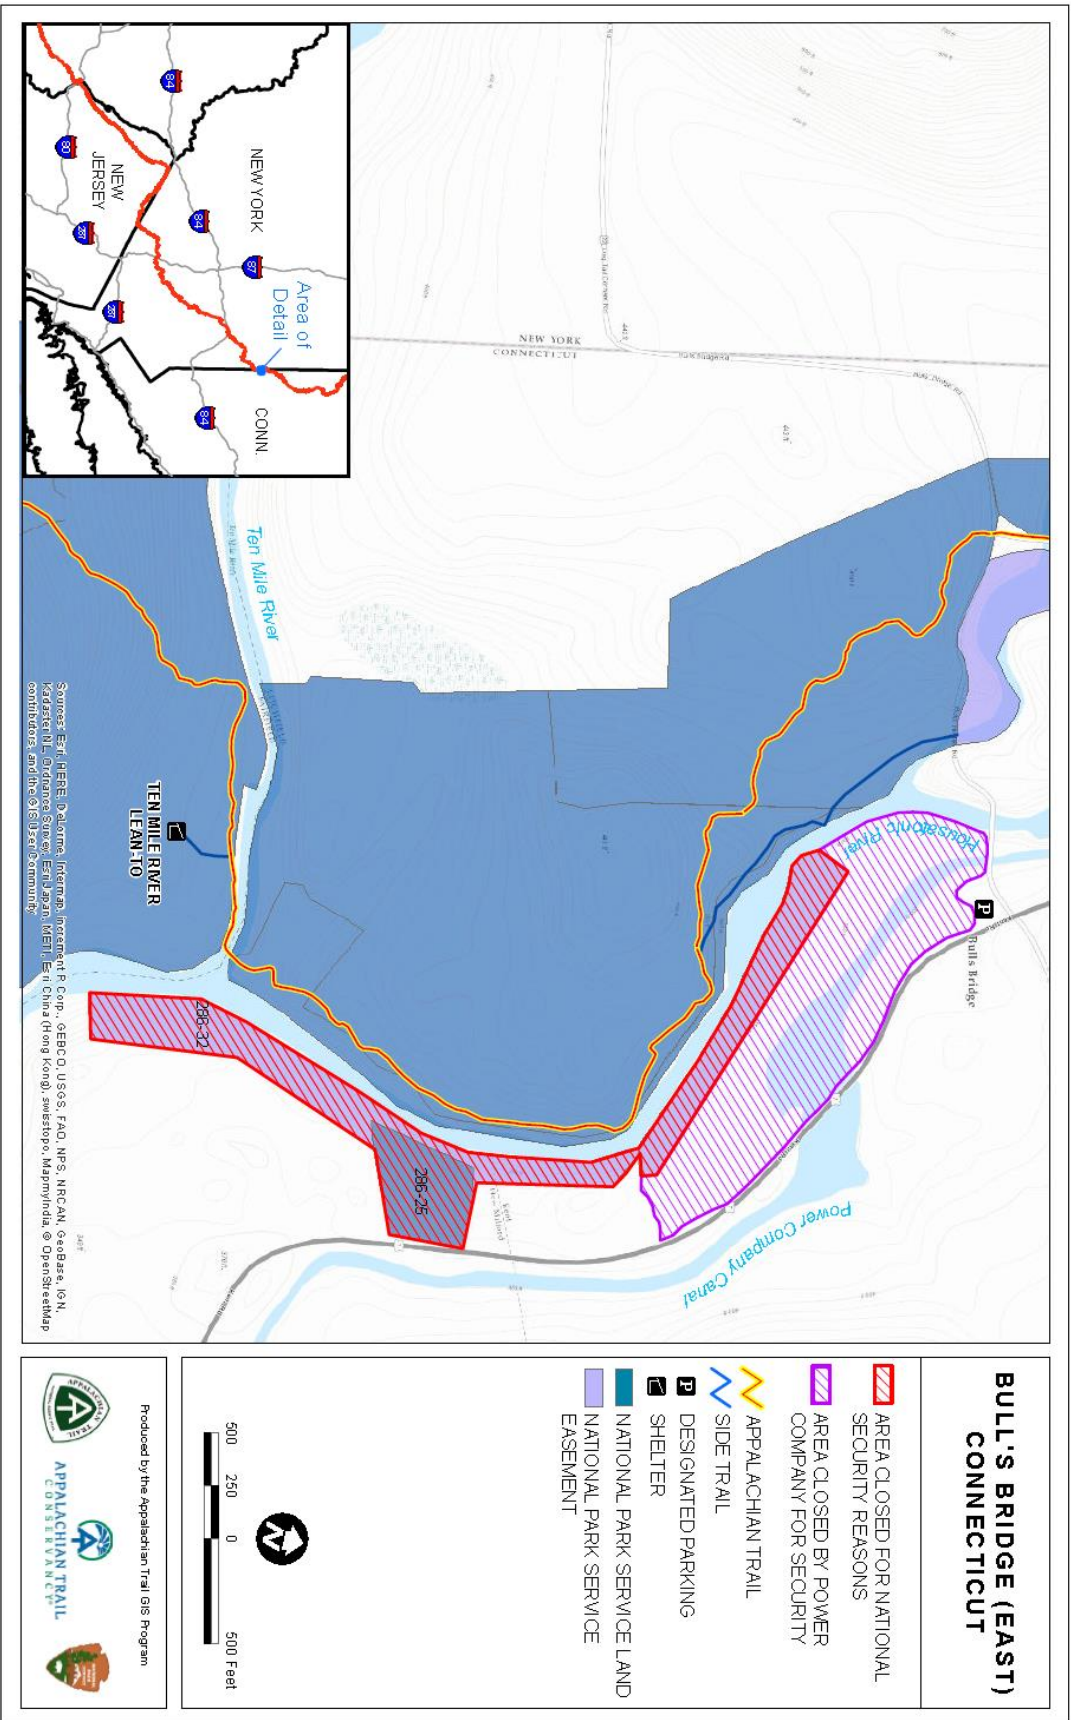 BULL'S BRIDGE (EAST)
CONNECTICUT
AREA CLOSED FOR NATIONAL
SECURITY REASONS
AREA CLOSED BY POWER
COMPANY FOR SECURITY
APPALACHIAN TRAIL
SIDE TRAIL
P
DESIGNATED PARKING
SHELTER
NATIONAL PARK SERVICE LAND
NATIONAL PARK SERVICE
EASEMENT
N
500 250 0 500 Feet
Produced by the Appalachian Trail GIS Program
APPALACHIAN TRAIL
APPALACHIAN TRAIL
CONSERVANCY
NEW YORK
NEW
JERSEY
CONN.
Area of
Detail
84
80
84
287
87
287
84
NEW YORK
CONNECTICUT
Ten Mile River
Housatonic River
P
Bulls Bridge
Power Company Canal
TEN MILE RIVER
LEAN-TO
286-32
286-25
Sources: Esri, HERE, DeLorme, Intermap, increment P Corp., GEBCO, USGS, FAO, NPS, NRCAN, GeoBase, IGN,
Kadaster NL, Ordnance Survey, Esri Japan, METI, Esri China (Hong Kong), swisstopo, MapmyIndia, © OpenStreetMap
contributors, and the GIS User Community